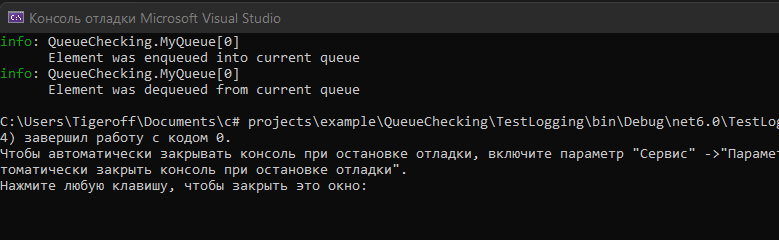 Консоль отладки Microsoft Visual Studio
info: QueueChecking.MyQueue[0]
Element was enqueued into current queue
info: QueueChecking.MyQueue[0]
Element was dequeued from current queue
C:\Users\Tigeroff\Documents\c# projects\example\QueueChecking\TestLogging\bin\Debug\net6.0\TestLog
4) завершил работу с кодом 0.
Чтобы автоматически закрывать консоль при остановке отладки, включите параметр "Сервис" ->"Парамет
томатически закрыть консоль при остановке отладки".
Нажмите любую клавишу, чтобы закрыть это окно: